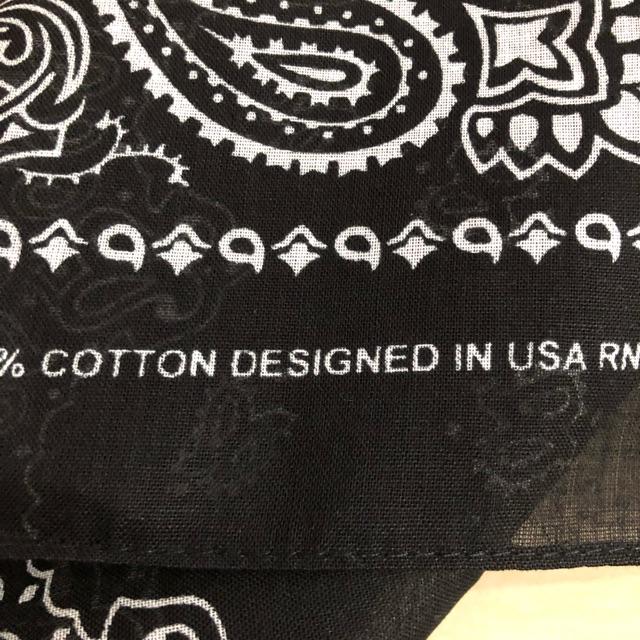 % COTTON DESIGNED IN USA RN